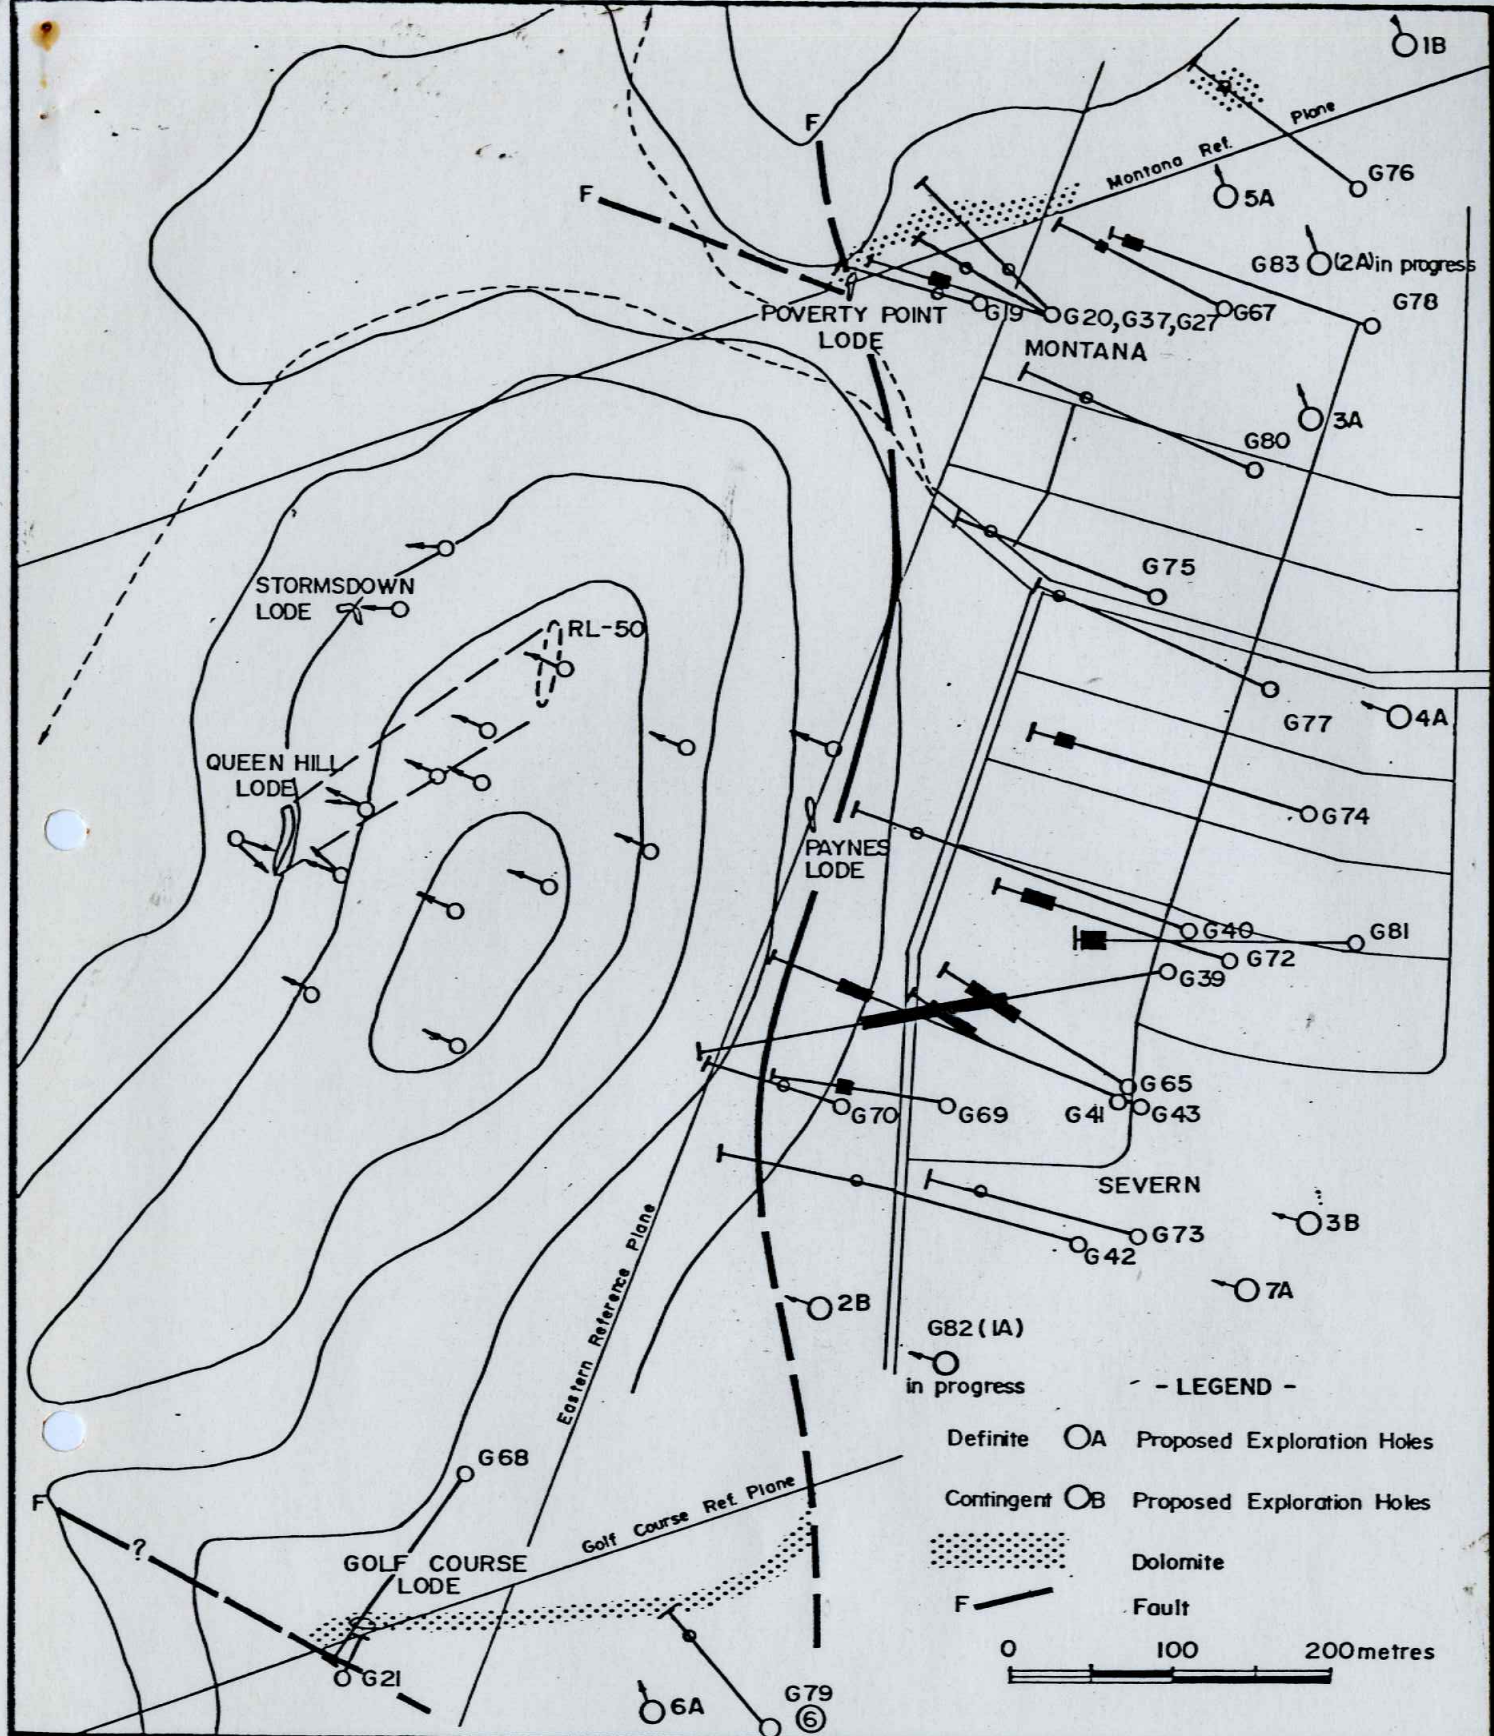 1B
F
Montana Ref. Plane
G76
F
5A
G83 (2A) in progress
G78
POVERTY POINT
LODE
G19
G20, G37, G27
G67
MONTANA
3A
G80
G75
STORMSDOWN
LODE
RL-50
G77
4A
QUEEN HILL
LODE
G74
PAYNES
LODE
G40
G81
G72
G39
G65
G70
G69
G41
G43
SEVERN
G73
3B
G42
7A
2B
Eastern Reference Plane
G82 (1A)
in progress
- LEGEND -
Definite A Proposed Exploration Holes
Contingent B Proposed Exploration Holes
Dolomite
F Fault
0 100 200 metres
G68
F
?
Golf Course Ref. Plane
GOLF COURSE
LODE
G21
6A
G79
6